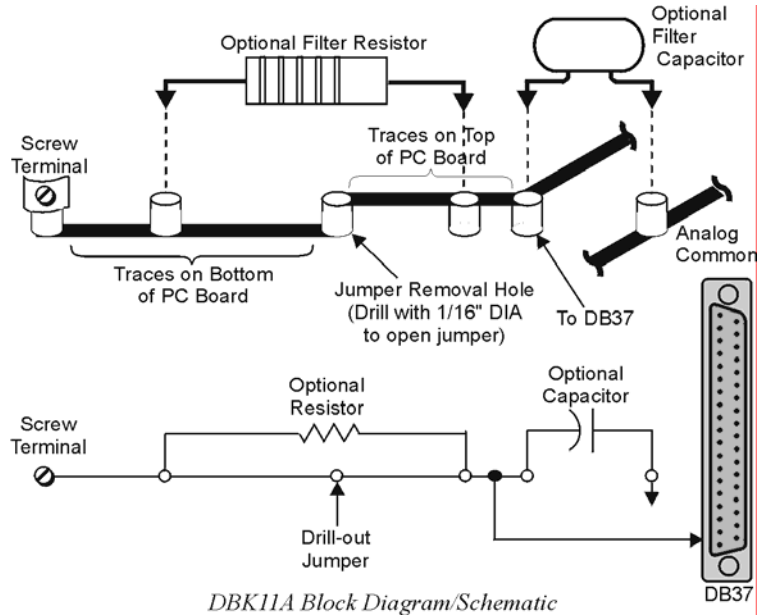 Optional Filter Resistor
Optional
Filter
Capacitor
Screw
Terminal
Traces on Top
of PC Board
Traces on Bottom
of PC Board
Jumper Removal Hole
(Drill with 1/16" DIA
to open jumper)
To DB37
Analog
Common
Optional
Resistor
Optional
Capacitor
Screw
Terminal
Drill-out
Jumper
DB37
DBK11A Block Diagram/Schematic